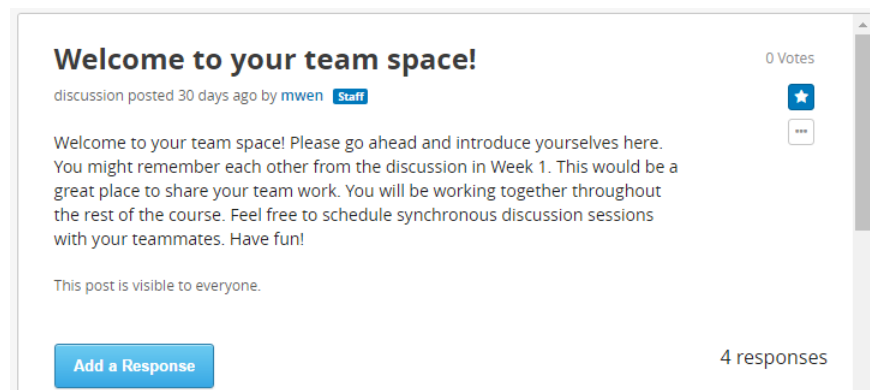 Welcome to your team space!
0 Votes
discussion posted 30 days ago by mwen Staff
Welcome to your team space! Please go ahead and introduce yourselves here.
You might remember each other from the discussion in Week 1. This would be a
great place to share your team work. You will be working together throughout
the rest of the course. Feel free to schedule synchronous discussion sessions
with your teammates. Have fun!
This post is visible to everyone.
Add a Response
4 responses